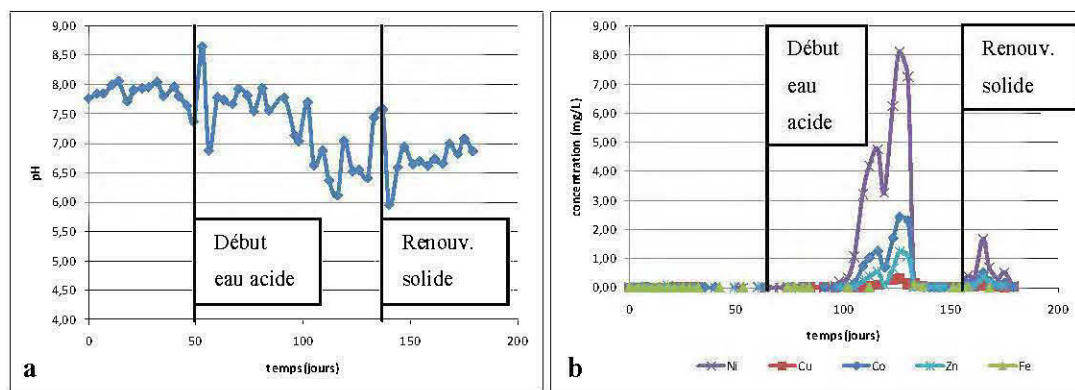 9,00
8,50
8,00
7,50
7,00
6,50
6,00
5,50
5,00
4,50
4,00
pH
0
50
100
150
200
temps(jours)
Début
eau acide
Renouv.
solide
a
9,00
8,00
7,00
6,00
5,00
4,00
3,00
2,00
1,00
0,00
concentration (mg/L)
0
50
100
150
200
temps(jours)
Début
eau
acide
Renouv.
solide
Ni Cu Co Zn Fe
b